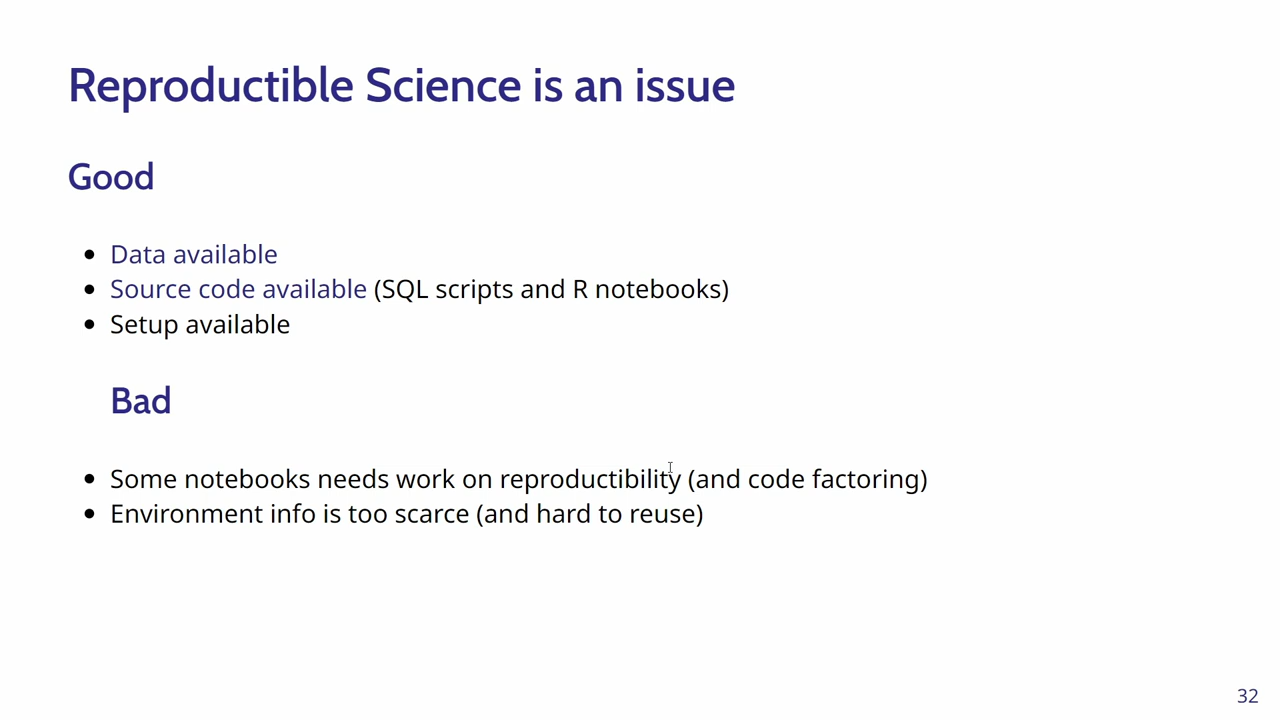 Reproductible Science is an issue
Good
• Data available
• Source code available (SQL scripts and R notebooks)
• Setup available
Bad
• Some notebooks needs work on reproductibility (and code factoring)
• Environment info is too scarce (and hard to reuse)
32